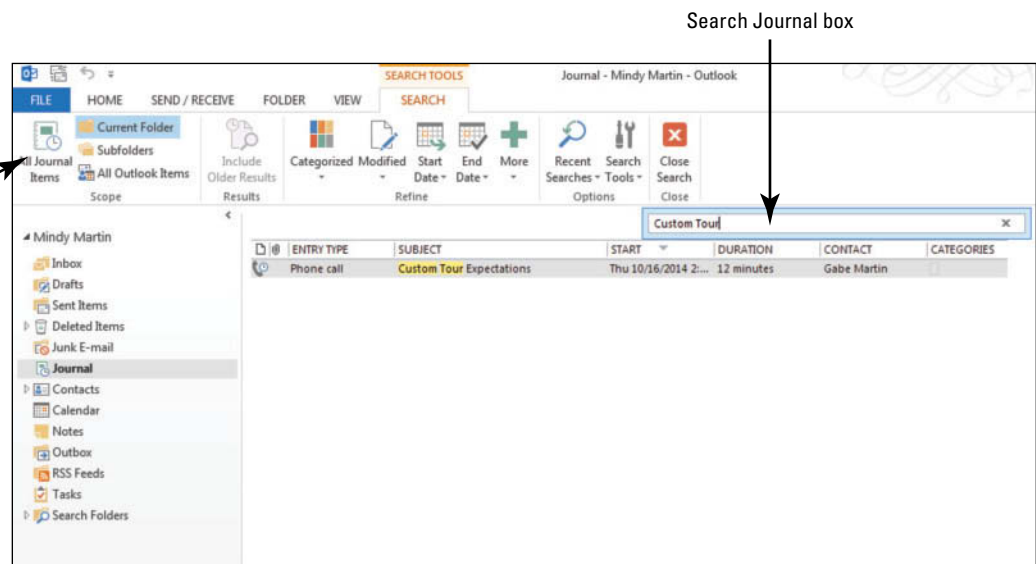 Search Journal box
SEARCH TOOLS
Journal - Mindy Martin - Outlook
FILE HOME SEND / RECEIVE FOLDER VIEW SEARCH
All Journal Items
Current Folder
Subfolders
All Outlook Items
Scope
Include Older Results
Results
Categorized
Modified
Start Date
End Date
More
Refine
Recent Searches
Search Tools
Options
Close Search
Close
Custom Tour
Mindy Martin
Inbox
Drafts
Sent Items
Deleted Items
Junk E-mail
Journal
Contacts
Calendar
Notes
Outbox
RSS Feeds
Tasks
Search Folders
ENTRY TYPE SUBJECT START DURATION CONTACT CATEGORIES
Phone call Custom Tour Expectations Thu 10/16/2014 2:... 12 minutes Gabe Martin